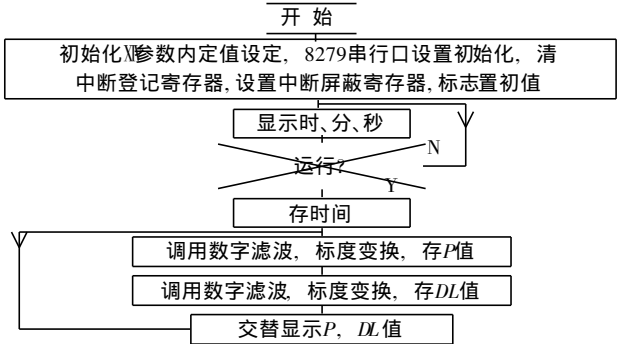 开 始
初始化, 参数内定值设定, 8279串行口设置初始化, 清
中断登记寄存器, 设置中断屏蔽寄存器, 标志置初值
显示时、分、秒
N
运行?
Y
存时间
调用数字滤波, 标度变换, 存P值
调用数字滤波, 标度变换, 存DL值
交替显示P, DL值